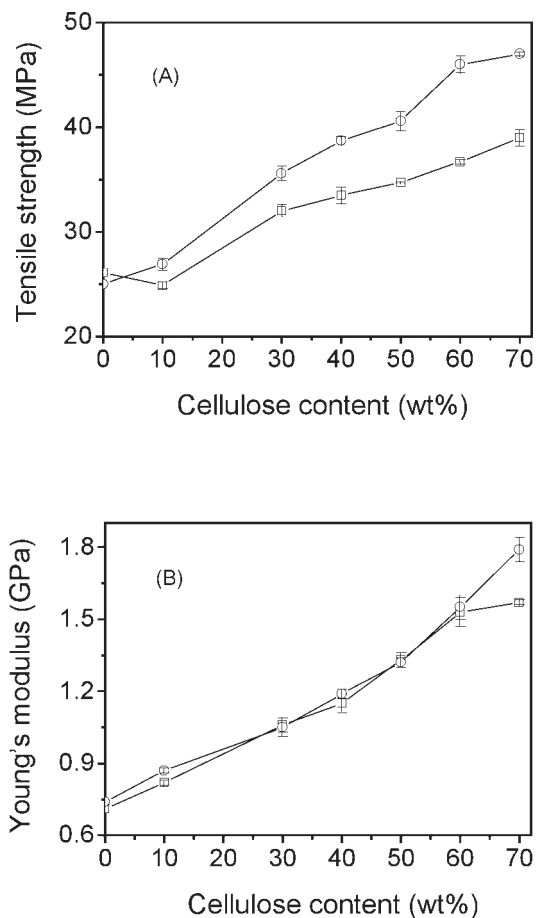 50
(A)
40
30
20
Tensile strength (MPa)
0 10 20 30 40 50 60 70
Cellulose content (wt%)
1.8
(B)
1.5
1.2
0.9
0.6
Young's modulus (GPa)
0 10 20 30 40 50 60 70
Cellulose content (wt%)